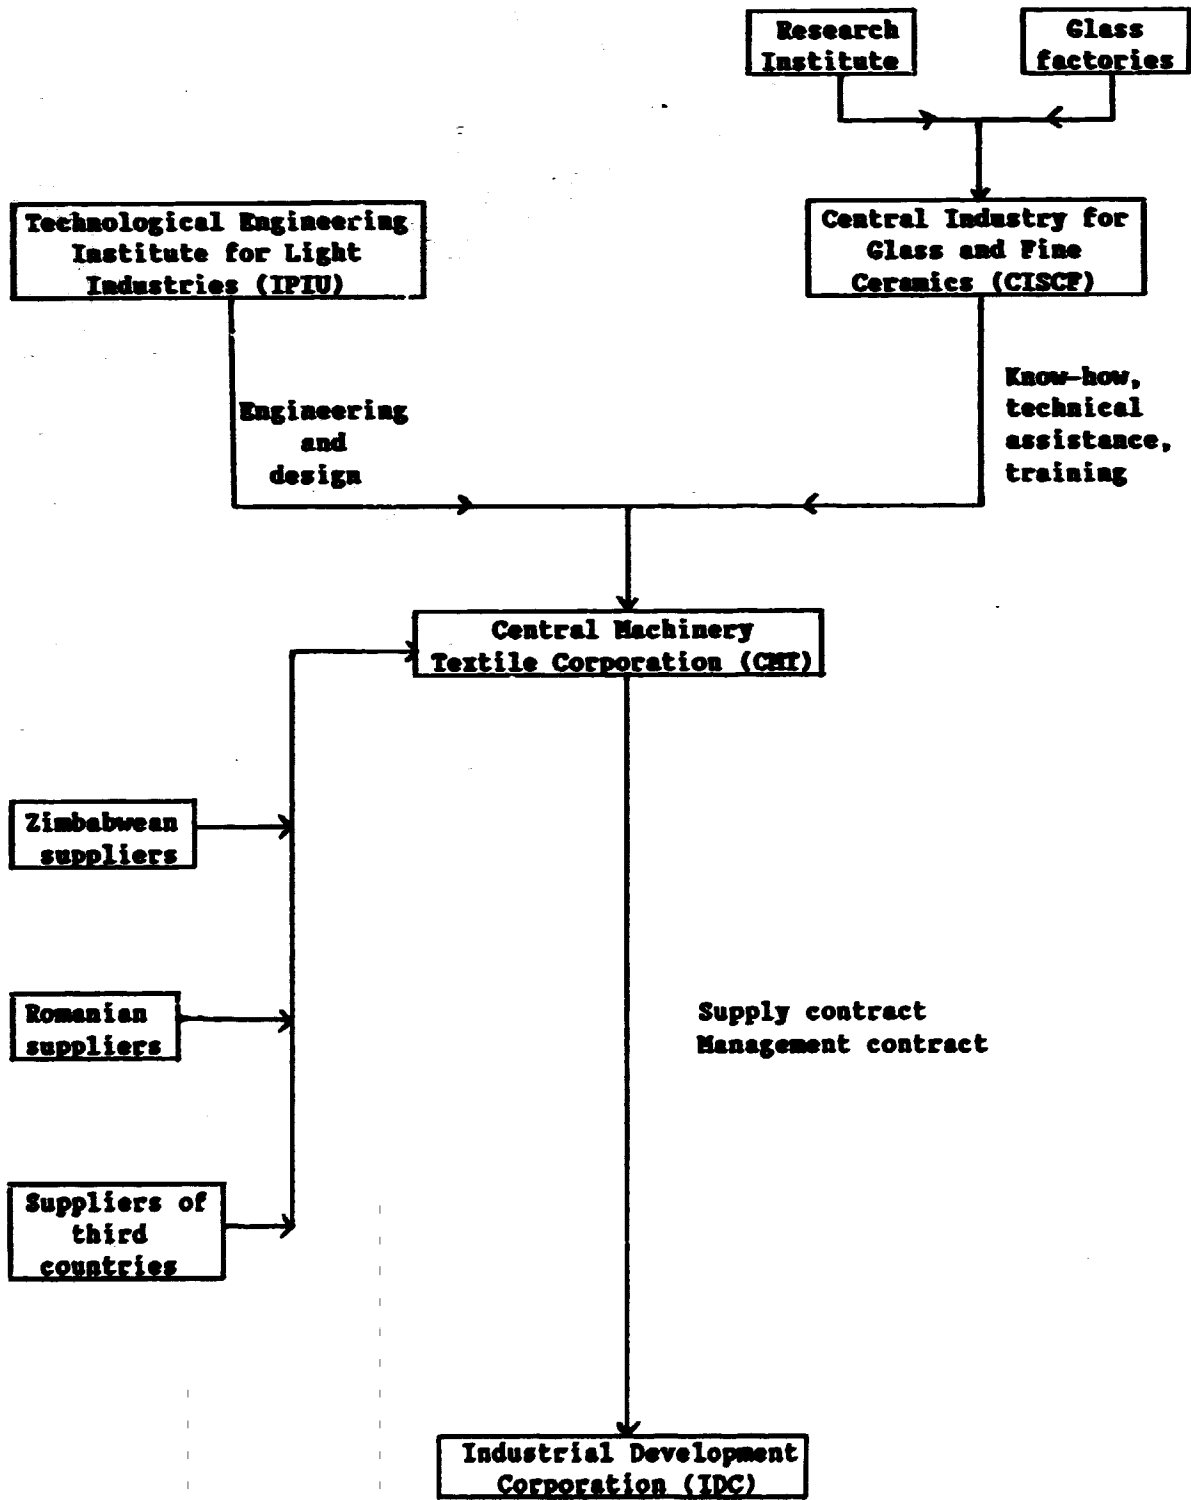 Research
Institute
Glass
factories
Technological Engineering
Institute for Light
Industries (IPIU)
Central Industry for
Glass and Fine
Ceramics (CISCF)
Engineering
and
design
Know-how,
technical
assistance,
training
Central Machinery
Textile Corporation (CMT)
Zimbabwean
suppliers
Romanian
suppliers
Supply contract
Management contract
Suppliers of
third
countries
Industrial Development
Corporation (IDC)